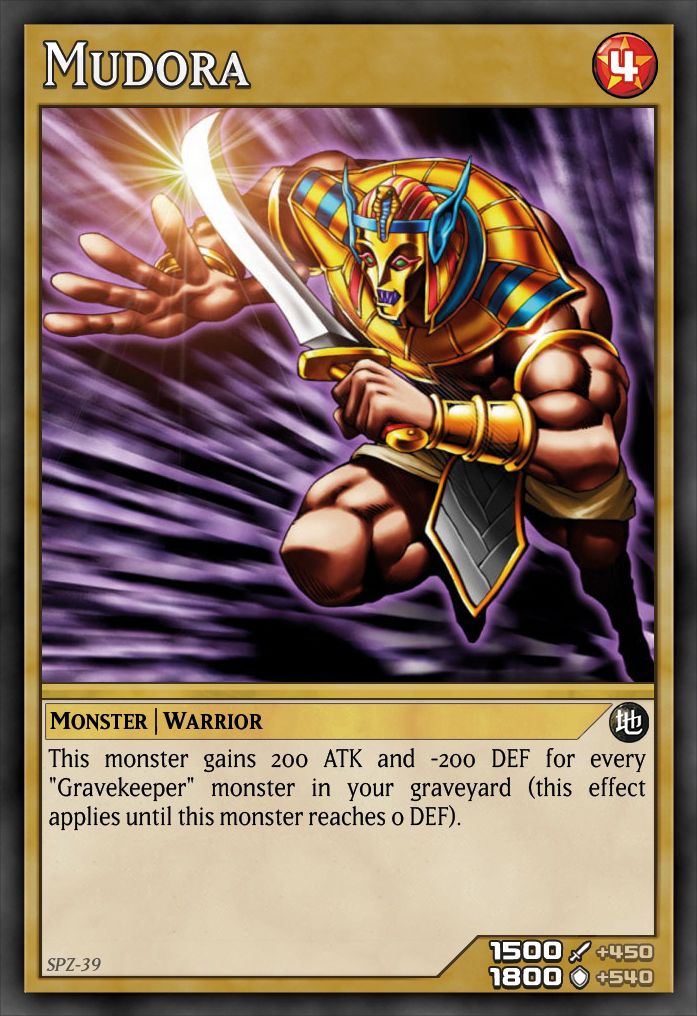 MUDORA
4
MONSTER | WARRIOR
This monster gains 200 ATK and -200 DEF for every
"Gravekeeper" monster in your graveyard (this effect
applies until this monster reaches 0 DEF).
1500 +450
SPZ-39
1800 +540